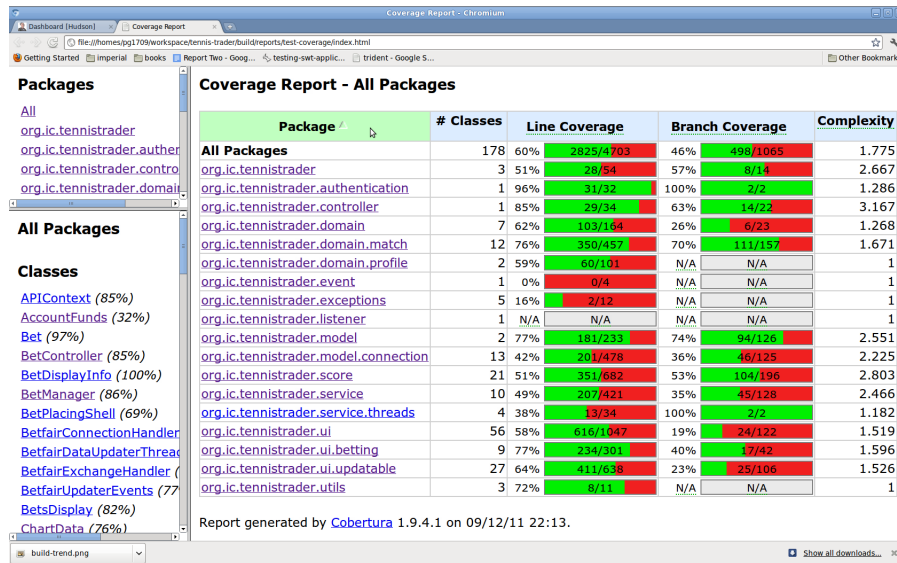 Coverage Report - Chromium
Dashboard [Hudson] × Coverage Report ×
file:///homes/pg1709/workspace/tennis-trader/build/reports/test-coverage/index.html
Getting Started imperial books Report Two - Goog... testing-swt-applic... trident - Google S... Other Bookmark
Packages
All
org.ic.tennistrader
org.ic.tennistrader.authen
org.ic.tennistrader.contro
org.ic.tennistrader.domain
All Packages
Classes
APIContext (85%)
AccountFunds (32%)
Bet (97%)
BetController (85%)
BetDisplayInfo (100%)
BetManager (86%)
BetPlacingShell (69%)
BetfairConnectionHandler
BetfairDataUpdaterThread
BetfairExchangeHandler (
BetfairUpdaterEvents (77
BetsDisplay (82%)
ChartData (76%)
Coverage Report - All Packages
Package # Classes Line Coverage Branch Coverage Complexity
All Packages 178 60% 2825/4703 46% 498/1065 1.775
org.ic.tennistrader 3 51% 28/54 57% 8/14 2.667
org.ic.tennistrader.authentication 1 96% 31/32 100% 2/2 1.286
org.ic.tennistrader.controller 1 85% 29/34 63% 14/22 3.167
org.ic.tennistrader.domain 7 62% 103/164 26% 6/23 1.268
org.ic.tennistrader.domain.match 12 76% 350/457 70% 111/157 1.671
org.ic.tennistrader.domain.profile 2 59% 60/101 N/A N/A 1
org.ic.tennistrader.event 1 0% 0/4 N/A N/A 1
org.ic.tennistrader.exceptions 5 16% 2/12 N/A N/A 1
org.ic.tennistrader.listener 1 N/A N/A N/A N/A 1
org.ic.tennistrader.model 2 77% 181/233 74% 94/126 2.551
org.ic.tennistrader.model.connection 13 42% 201/478 36% 46/125 2.225
org.ic.tennistrader.score 21 51% 351/682 53% 104/196 2.803
org.ic.tennistrader.service 10 49% 207/421 35% 45/128 2.466
org.ic.tennistrader.service.threads 4 38% 13/34 100% 2/2 1.182
org.ic.tennistrader.ui 56 58% 616/1047 19% 24/122 1.519
org.ic.tennistrader.ui.betting 9 77% 234/301 40% 17/42 1.596
org.ic.tennistrader.ui.updatable 27 64% 411/638 23% 25/106 1.526
org.ic.tennistrader.utils 3 72% 8/11 N/A N/A 1
Report generated by Cobertura 1.9.4.1 on 09/12/11 22:13.
build-trend.png Show all downloads...